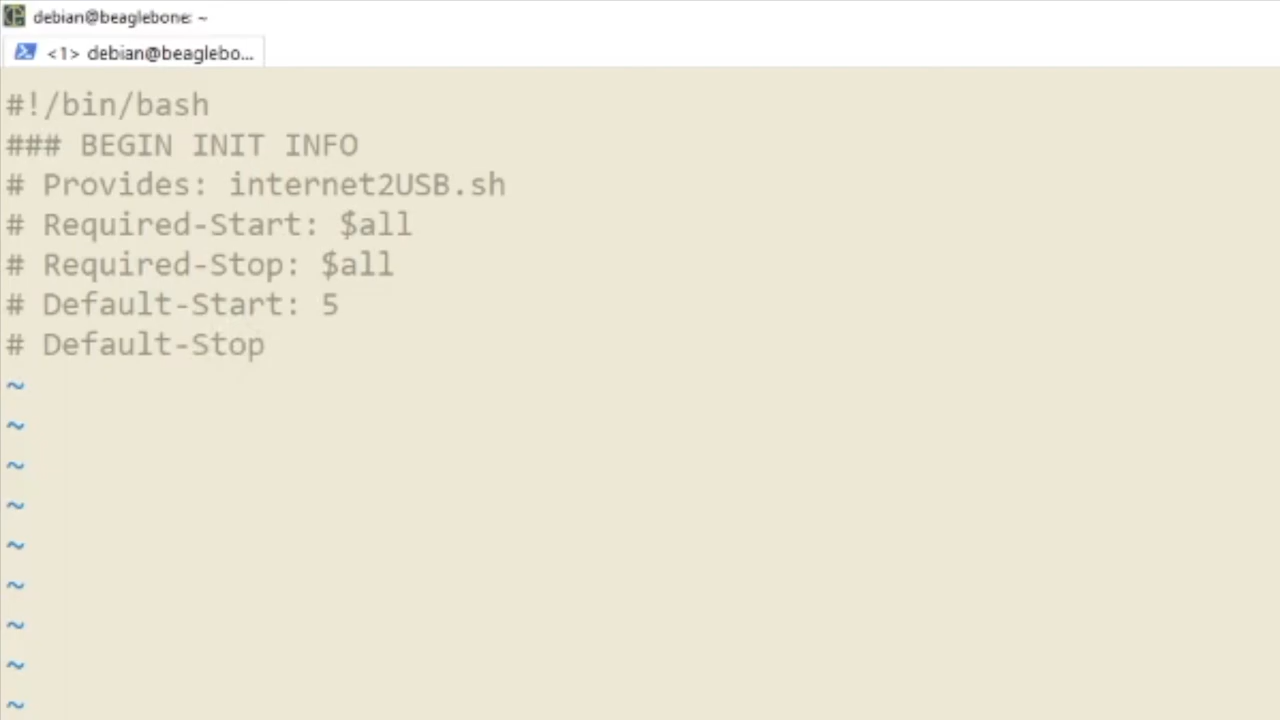 debian@beaglebone: ~
<1> debian@beaglebo...
#!/bin/bash
### BEGIN INIT INFO
# Provides: internet2USB.sh
# Required-Start: $all
# Required-Stop: $all
# Default-Start: 5
# Default-Stop
~
~
~
~
~
~
~
~
~